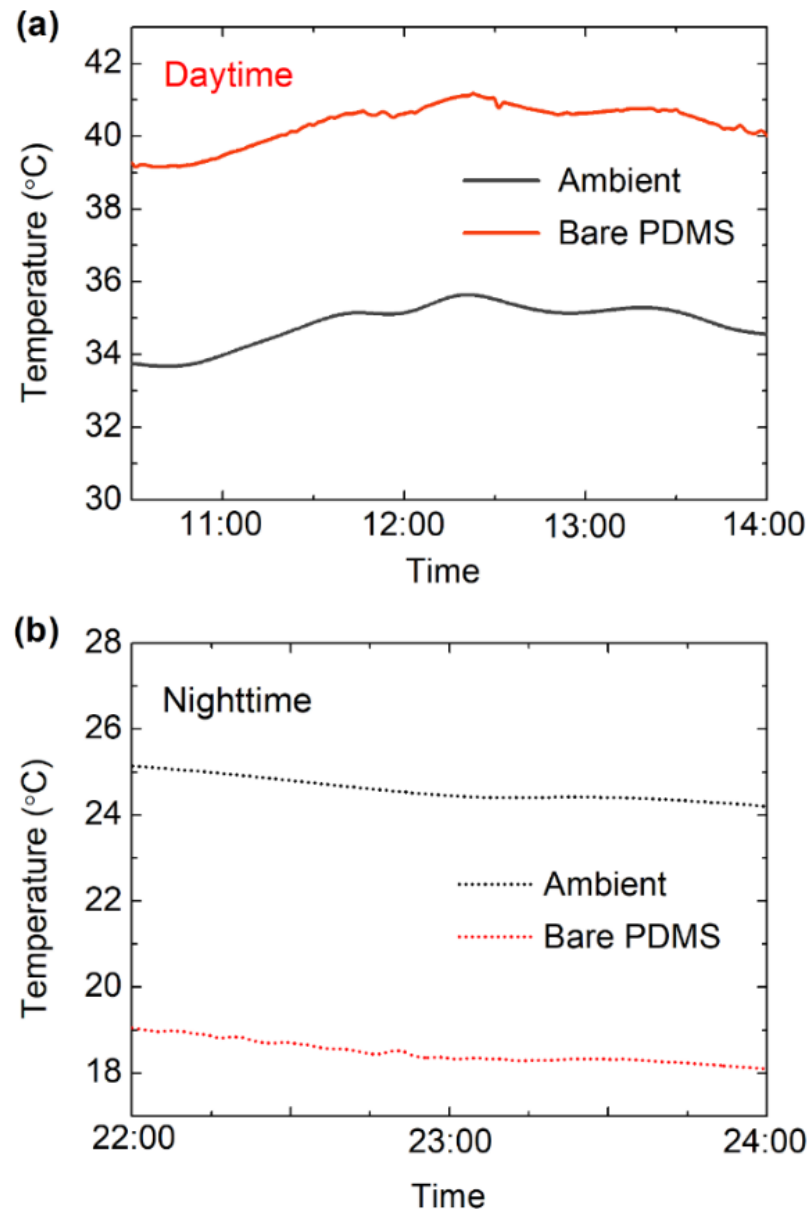 (a)
Daytime
Temperature (°C)
42
40
38
36
34
32
30
Ambient
Bare PDMS
11:00
12:00
13:00
14:00
Time
(b)
Nighttime
Temperature (°C)
28
26
24
22
20
18
Ambient
Bare PDMS
22:00
23:00
24:00
Time